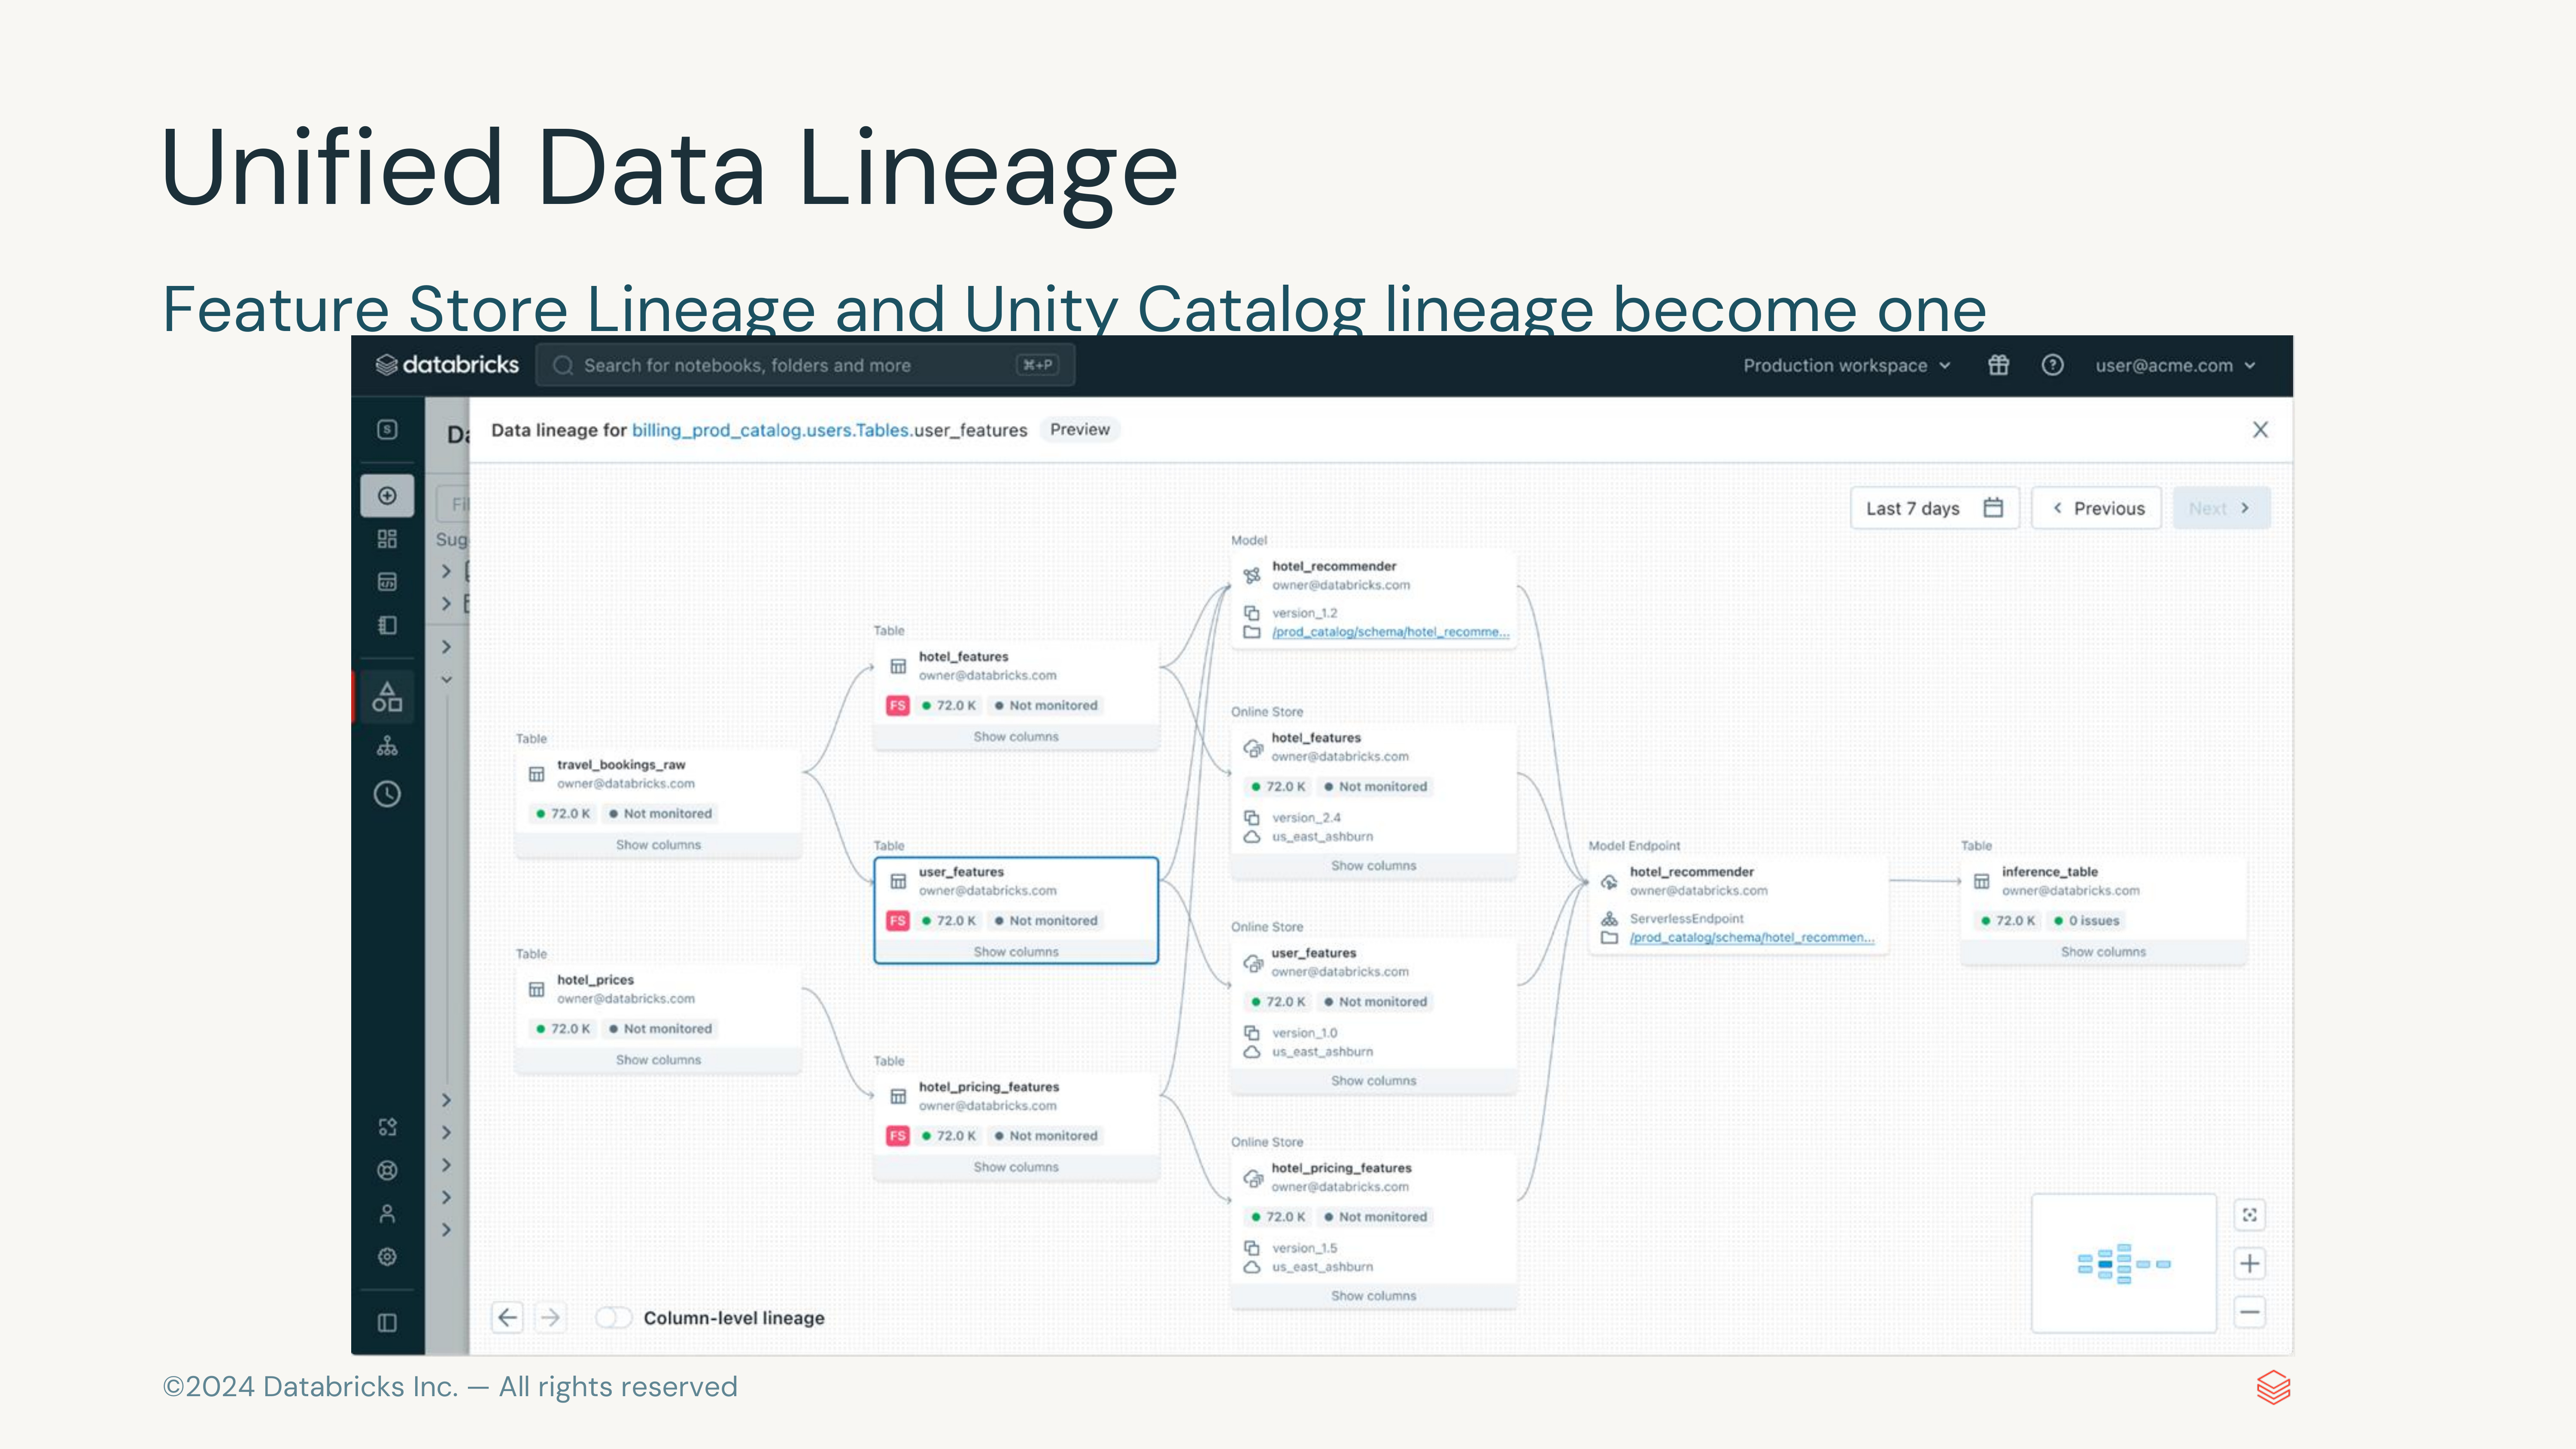 Unified Data Lineage
Feature Store Lineage and Unity Catalog lineage become one
databricks
Search for notebooks, folders and more
⌘+P
Production workspace
user@acme.com
S
Data lineage for billing_prod_catalog.users.Tables.user_features
Preview
Last 7 days
Previous
Next
Sug
Table
travel_bookings_raw
owner@databricks.com
72.0 K
Not monitored
Show columns
Table
hotel_prices
owner@databricks.com
72.0 K
Not monitored
Show columns
Table
hotel_features
owner@databricks.com
FS
72.0 K
Not monitored
Show columns
Table
user_features
owner@databricks.com
FS
72.0 K
Not monitored
Show columns
Table
hotel_pricing_features
owner@databricks.com
FS
72.0 K
Not monitored
Show columns
Model
hotel_recommender
owner@databricks.com
version_1.2
/prod_catalog/schema/hotel_recomme...
Online Store
hotel_features
owner@databricks.com
72.0 K
Not monitored
version_2.4
us_east_ashburn
Show columns
Online Store
user_features
owner@databricks.com
72.0 K
Not monitored
version_1.0
us_east_ashburn
Show columns
Online Store
hotel_pricing_features
owner@databricks.com
72.0 K
Not monitored
version_1.5
us_east_ashburn
Show columns
Model Endpoint
hotel_recommender
owner@databricks.com
ServerlessEndpoint
/prod_catalog/schema/hotel_recommen...
Table
inference_table
owner@databricks.com
72.0 K
0 issues
Show columns
Column-level lineage
©2024 Databricks Inc. — All rights reserved